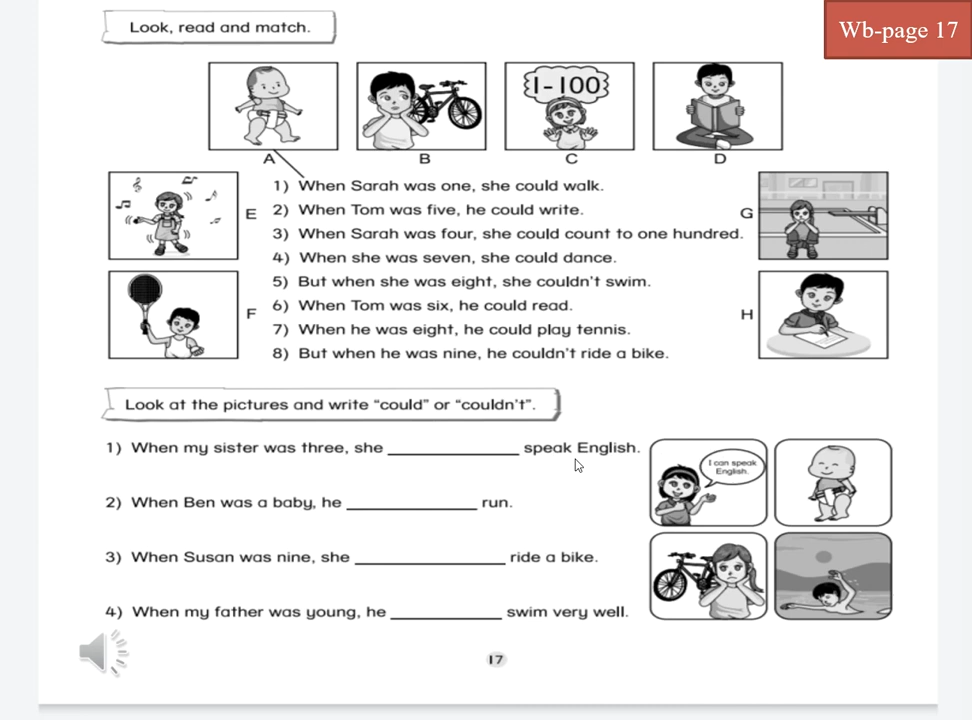 Look, read and match.
Wb-page 17
1-100
A
B
C
D
1) When Sarah was one, she could walk.
E
2) When Tom was five, he could write.
G
3) When Sarah was four, she could count to one hundred.
4) When she was seven, she could dance.
5) But when she was eight, she couldn't swim.
F
6) When Tom was six, he could read.
H
7) When he was eight, he could play tennis.
8) But when he was nine, he couldn't ride a bike.
Look at the pictures and write "could" or "couldn't".
1) When my sister was three, she ______________ speak English.
I can speak
English.
2) When Ben was a baby, he ______________ run.
3) When Susan was nine, she ______________ ride a bike.
4) When my father was young, he ______________ swim very well.
17